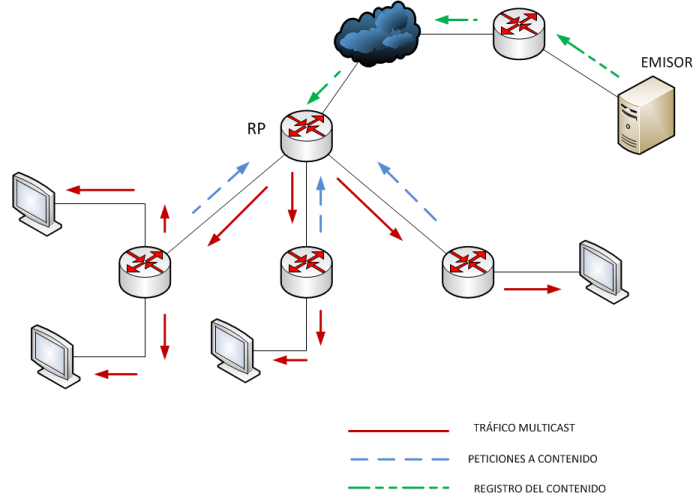 EMISOR
RP
TRÁFICO MULTICAST
PETICIONES A CONTENIDO
REGISTRO DEL CONTENIDO